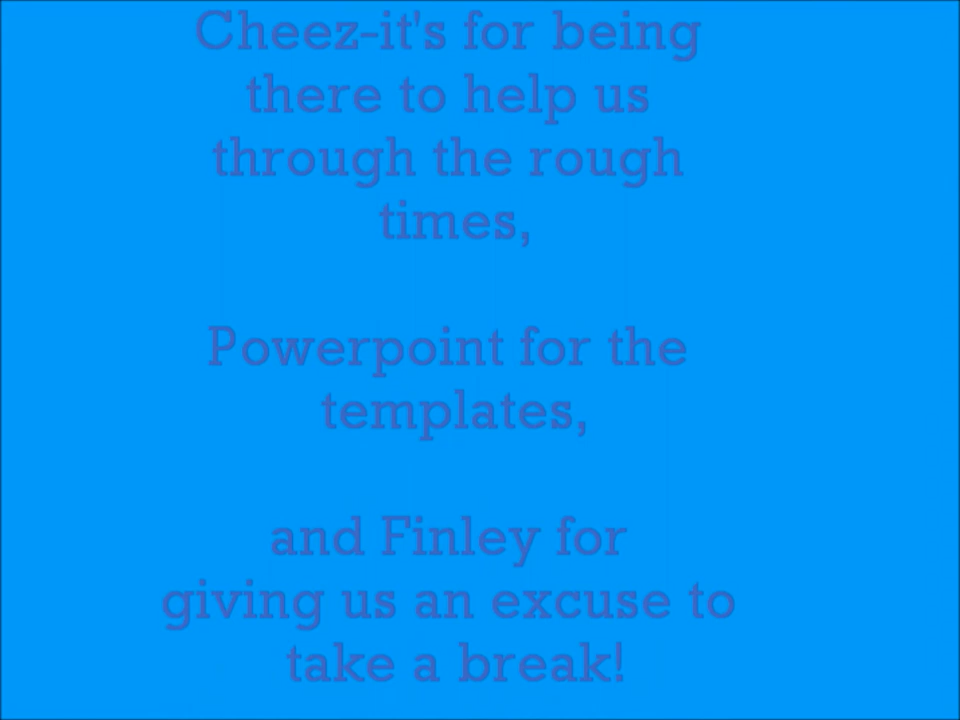 Cheez-it's for being
there to help us
through the rough
times,
Powerpoint for the
templates,
and Finley for
giving us an excuse to
take a break!